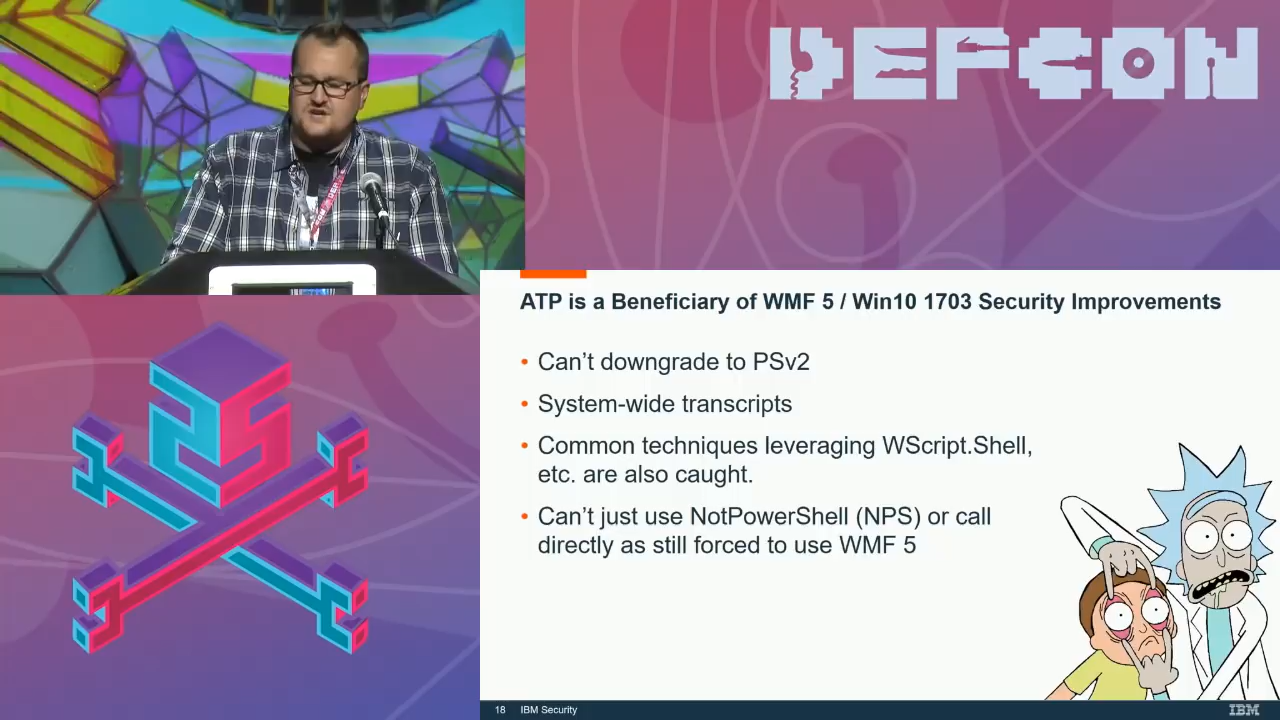 DEFCON
ATP is a Beneficiary of WMF 5 / Win10 1703 Security Improvements
• Can’t downgrade to PSv2
• System-wide transcripts
• Common techniques leveraging WScript.Shell,
etc. are also caught.
• Can’t just use NotPowerShell (NPS) or call
directly as still forced to use WMF 5
18 IBM Security
IBM